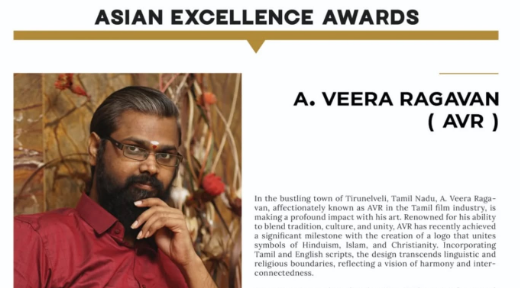 ASIAN EXCELLENCE AWARDS
A. VEERA RAGAVAN
( AVR )
In the bustling town of Tirunelveli, Tamil Nadu, A. Veera Raga-
van, affectionately known as AVR in the Tamil film industry, is
making a profound impact with his art. Renowned for his ability
to blend tradition, culture, and unity, AVR has recently achieved
a significant milestone with the creation of a logo that unites
symbols of Hinduism, Islam, and Christianity. Incorporating
Tamil and English scripts, the design transcends linguistic and
religious boundaries, reflecting a vision of harmony and inter-
connectedness.